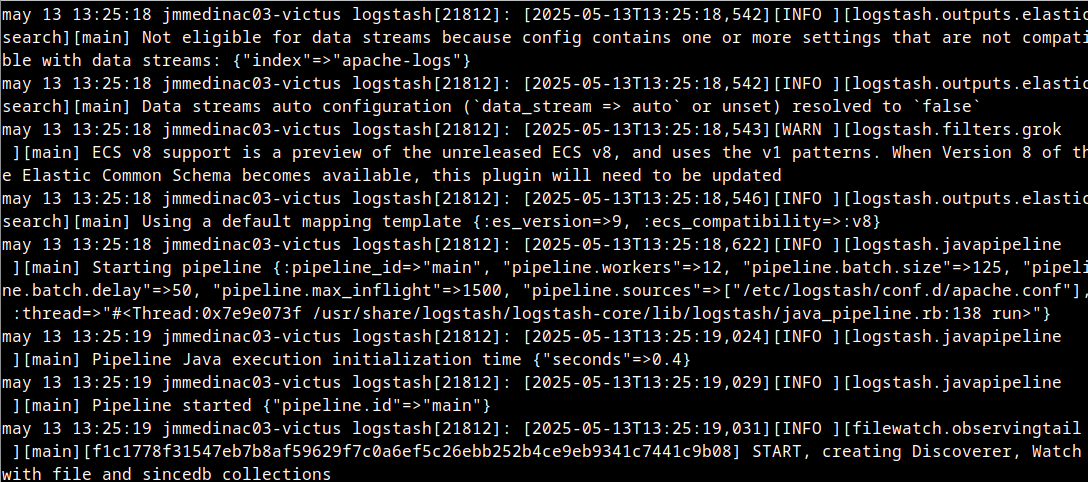 may 13 13:25:18 jmmedinac03-victus logstash[21812]: [2025-05-13T13:25:18,542][INFO ][logstash.outputs.elastic
search][main] Not eligible for data streams because config contains one or more settings that are not compati
ble with data streams: {"index"=>"apache-logs"}
may 13 13:25:18 jmmedinac03-victus logstash[21812]: [2025-05-13T13:25:18,542][INFO ][logstash.outputs.elastic
search][main] Data streams auto configuration (`data_stream => auto` or unset) resolved to `false`
may 13 13:25:18 jmmedinac03-victus logstash[21812]: [2025-05-13T13:25:18,543][WARN ][logstash.filters.grok
 ][main] ECS v8 support is a preview of the unreleased ECS v8, and uses the v1 patterns. When Version 8 of th
e Elastic Common Schema becomes available, this plugin will need to be updated
may 13 13:25:18 jmmedinac03-victus logstash[21812]: [2025-05-13T13:25:18,546][INFO ][logstash.outputs.elastic
search][main] Using a default mapping template {:es_version=>9, :ecs_compatibility=>:v8}
may 13 13:25:18 jmmedinac03-victus logstash[21812]: [2025-05-13T13:25:18,622][INFO ][logstash.javapipeline
 ][main] Starting pipeline {:pipeline_id=>"main", "pipeline.workers"=>12, "pipeline.batch.size"=>125, "pipeli
ne.batch.delay"=>50, "pipeline.max_inflight"=>1500, "pipeline.sources"=>["/etc/logstash/conf.d/apache.conf"],
 :thread=>"#<Thread:0x7e9e073f /usr/share/logstash/logstash-core/lib/logstash/java_pipeline.rb:138 run>"}
may 13 13:25:19 jmmedinac03-victus logstash[21812]: [2025-05-13T13:25:19,024][INFO ][logstash.javapipeline
 ][main] Pipeline Java execution initialization time {"seconds"=>0.4}
may 13 13:25:19 jmmedinac03-victus logstash[21812]: [2025-05-13T13:25:19,029][INFO ][logstash.javapipeline
 ][main] Pipeline started {"pipeline.id"=>"main"}
may 13 13:25:19 jmmedinac03-victus logstash[21812]: [2025-05-13T13:25:19,031][INFO ][filewatch.observingtail
 ][main][f1c1778f31547eb7b8af59629f7c0a6ef5c26ebb252b4ce9eb9341c7441c9b08] START, creating Discoverer, Watch
with file and sincedb collections